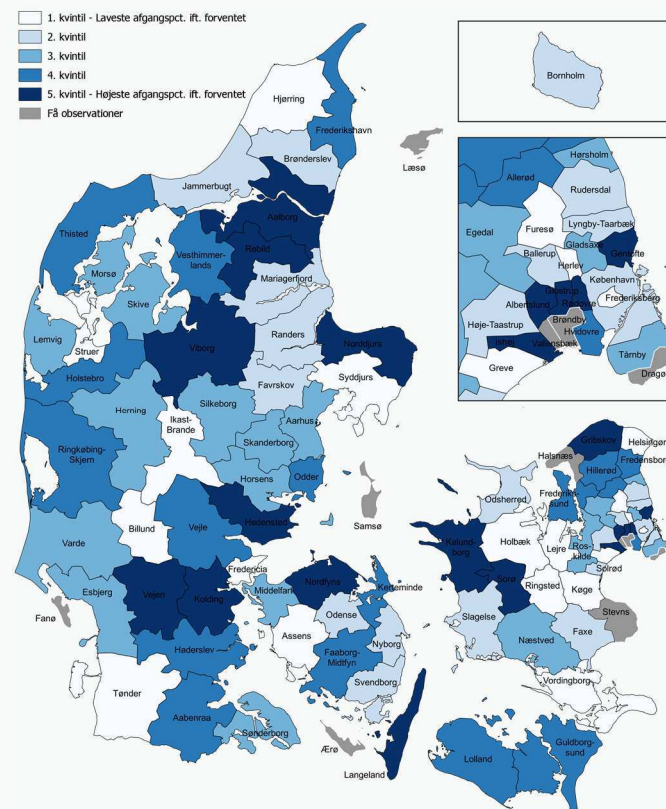 1. kvintil - Laveste afgangspct. ift. forventet
2. kvintil
3. kvintil
4. kvintil
5. kvintil - Højeste afgangspct. ift. forventet
Få observationer
Bornholm
Hjørring
Frederikshavn
Læsø
Brønderslev
Jammerbugt
Thisted
Aalborg
Vesthimmer-
lands
Rebild
Morsø
Mariagerfjord
Skive
Lemvig
Struer
Viborg
Randers
Norddjurs
Holstebro
Favrskov
Syddjurs
Herning
Silkeborg
Ikast-
Brande
Aarhus
Skanderborg
Ringkøbing-
Skjern
Horsens
Odder
Samsø
Hedensted
Billund
Vejle
Varde
Fredericia
Esbjerg
Vejen
Kolding
Middelfart
Nordfyns
Kerteminde
Fanø
Odense
Assens
Nyborg
Haderslev
Faaborg-
Midtfyn
Svendborg
Tønder
Aabenraa
Sønderborg
Ærø
Langeland
Hørsholm
Allerød
Rudersdal
Furesø
Egedal
Lyngby-Taarbæk
Gladsaxe
Ballerup
Gentofte
Herlev
København
Taastrup
Frederiksberg
Albertslund
Rødovre
Brøndby
Høje-Taastrup
Hvidovre
Vallensbæk
Ishøj
Tårnby
Greve
Dragø
Gribskov
Helsingør
Halsnæs
Fredensborg
Hillerød
Odsherred
Frederiks-
sund
Kalund-
borg
Holbæk
Lejre
Ros-
kilde
Solrød
Sorø
Ringsted
Køge
Slagelse
Stevns
Næstved
Faxe
Vordingborg
Lolland
Guldborg-
sund